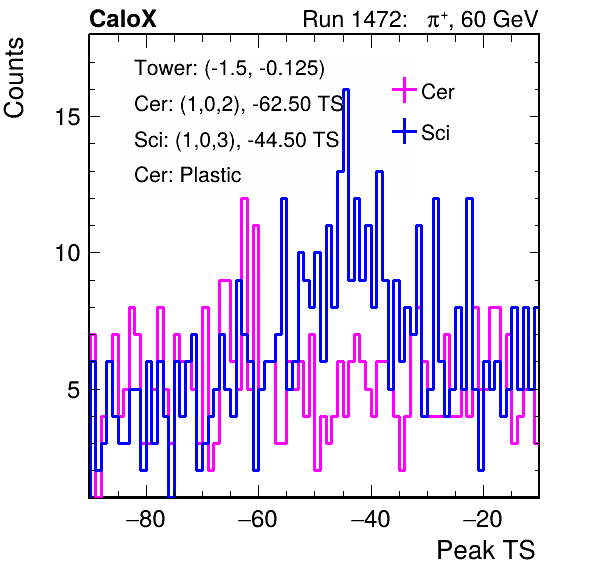 CaloX Run 1472: π⁺, 60 GeV
Counts
Tower: (-1.5, -0.125)
Cer: (1,0,2), -62.50 TS
Sci: (1,0,3), -44.50 TS
Cer: Plastic
Cer
Sci
15
10
5
−80 −60 −40 −20
Peak TS